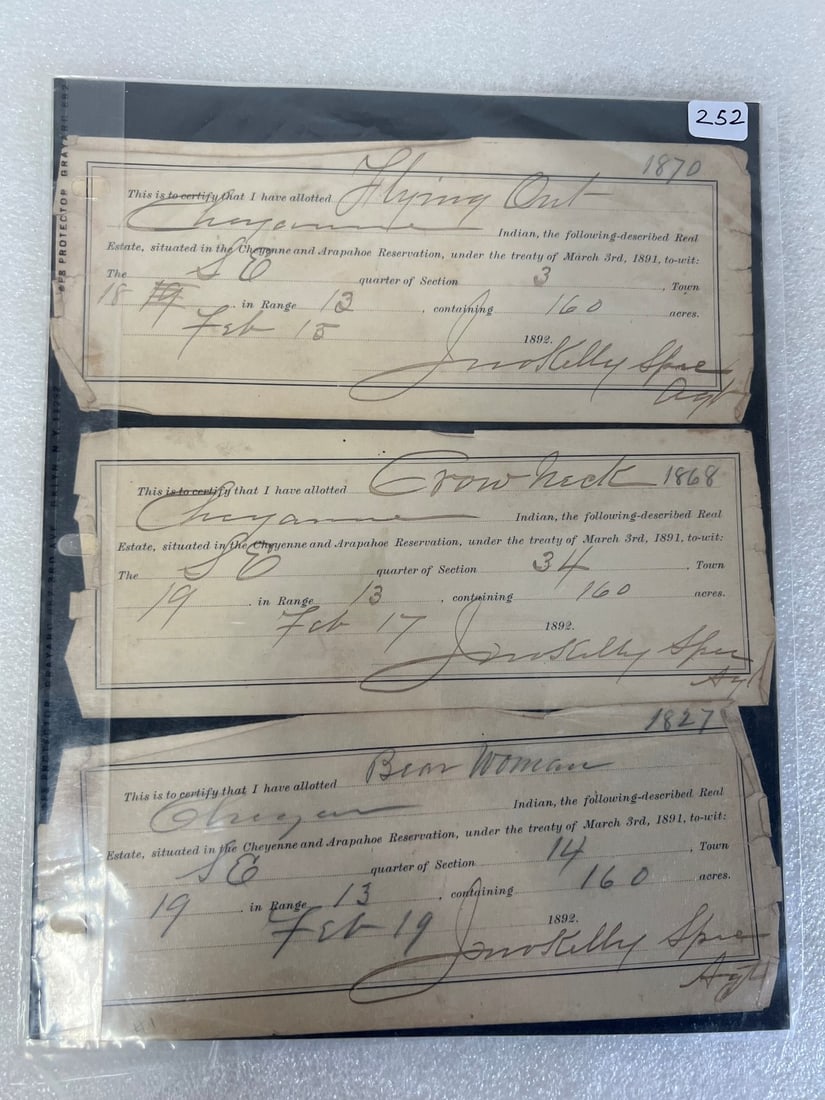 252
1870
This is to certify that I have allotted Flying Out
Cheyanne Indian, the following-described Real
Estate, situated in the Cheyenne and Arapahoe Reservation, under the treaty of March 3rd, 1891, to-wit:
The SE quarter of Section 3, Town
18 19 in Range 13, containing 160 acres.
Feb 15 1892.
Jno Kelly Spec
Agt
This is to certify that I have allotted Crow Neck 1868
Cheyanne Indian, the following-described Real
Estate, situated in the Cheyenne and Arapahoe Reservation, under the treaty of March 3rd, 1891, to-wit:
The SE quarter of Section 34, Town
19 in Range 13, containing 160 acres.
Feb 17 1892.
Jno Kelly Spec
Agt
1827
This is to certify that I have allotted Bear Woman
Indian, the following-described Real
Estate, situated in the Cheyenne and Arapahoe Reservation, under the treaty of March 3rd, 1891, to-wit:
SE quarter of Section 14, Town
19 in Range 13, containing 160 acres.
Feb 19 1892.
Jno Kelly Spec
Agt